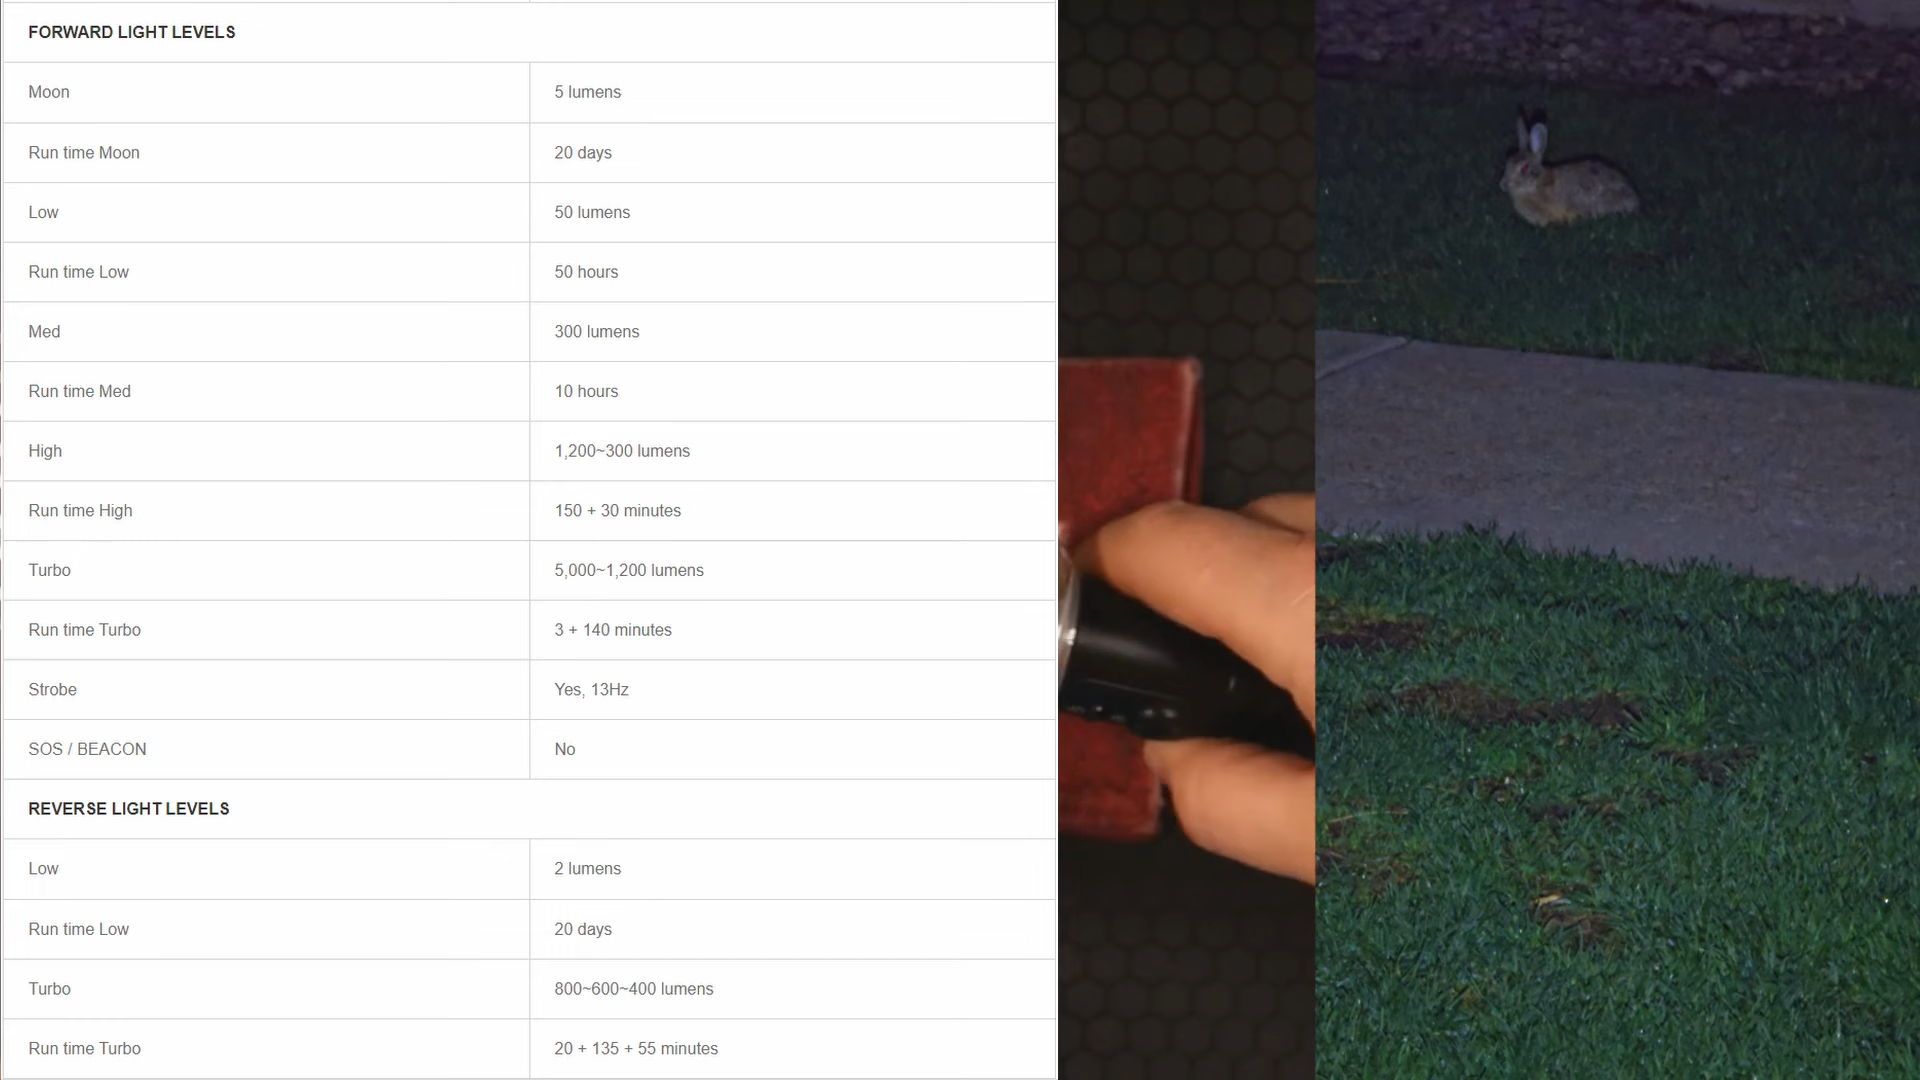 FORWARD LIGHT LEVELS
Moon 5 lumens
Run time Moon 20 days
Low 50 lumens
Run time Low 50 hours
Med 300 lumens
Run time Med 10 hours
High 1,200~300 lumens
Run time High 150 + 30 minutes
Turbo 5,000~1,200 lumens
Run time Turbo 3 + 140 minutes
Strobe Yes, 13Hz
SOS / BEACON No
REVERSE LIGHT LEVELS
Low 2 lumens
Run time Low 20 days
Turbo 800~600~400 lumens
Run time Turbo 20 + 135 + 55 minutes